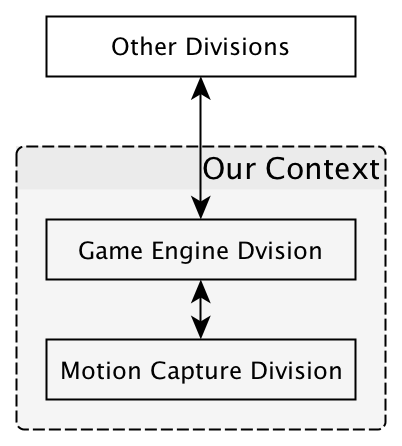 Other Divisions
Our Context
Game Engine Dvision
Motion Capture Division